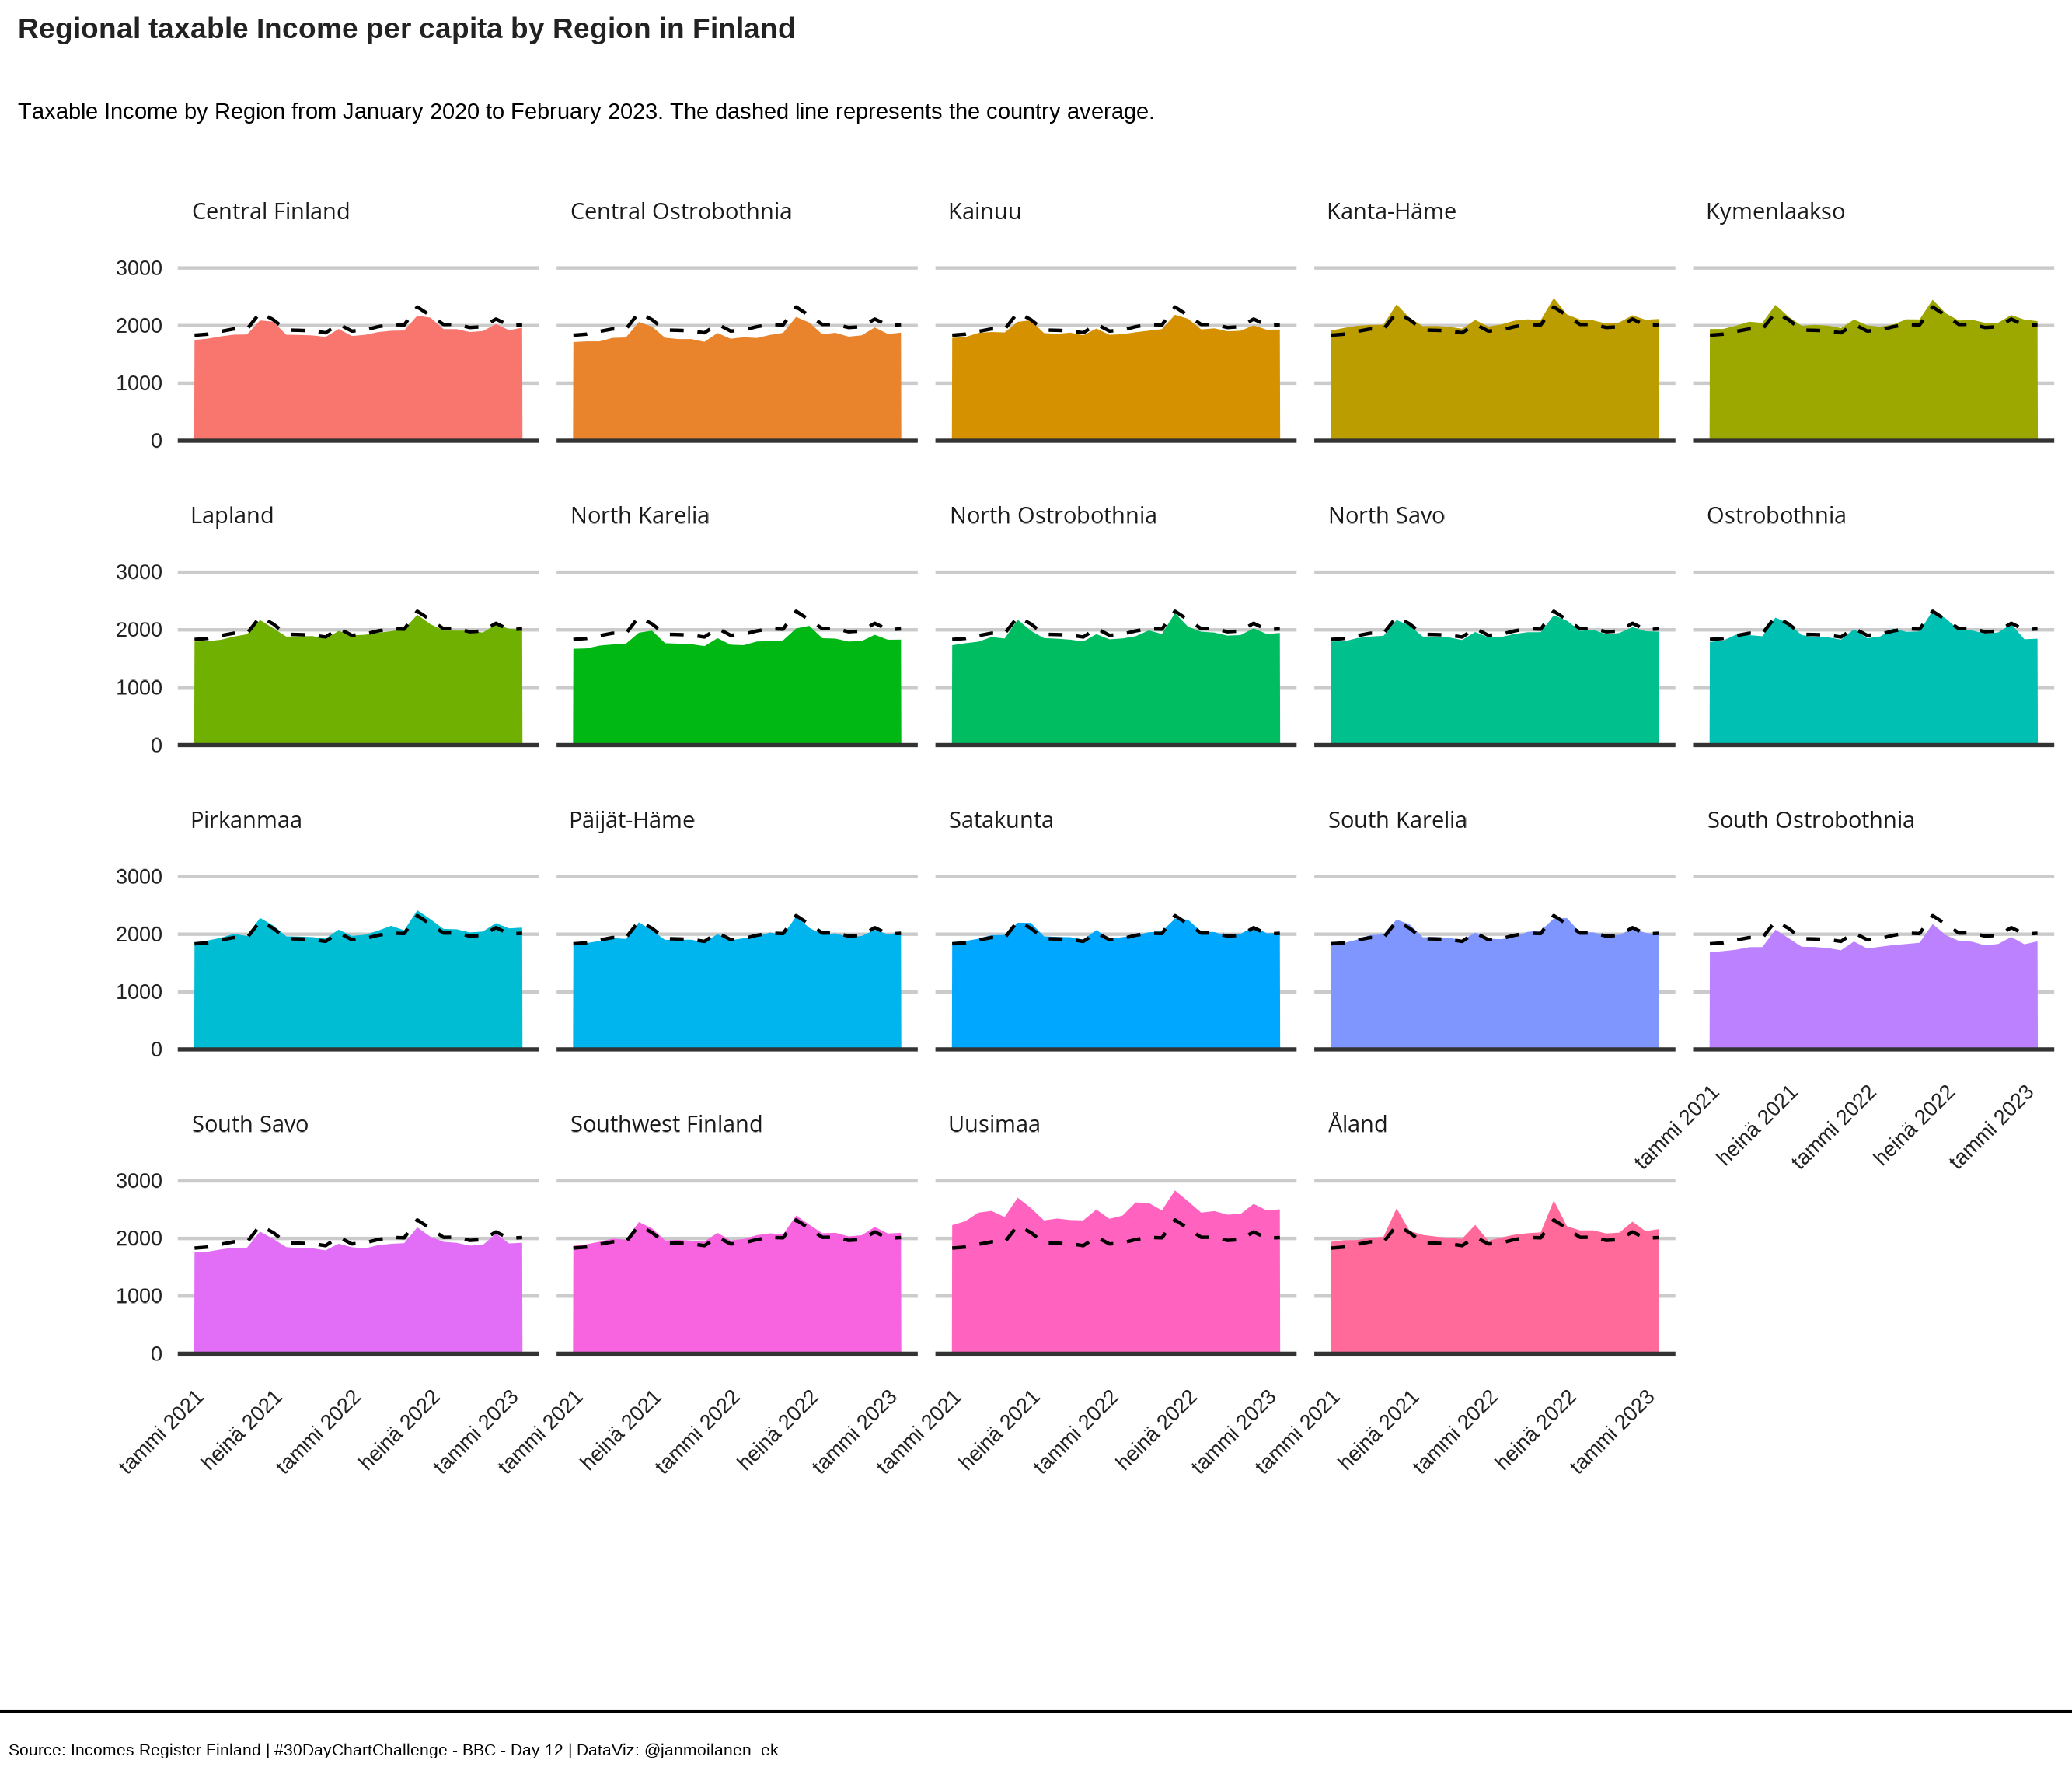 Regional taxable Income per capita by Region in Finland
Taxable Income by Region from January 2020 to February 2023. The dashed line represents the country average.
Central Finland
Central Ostrobothnia
Kainuu
Kanta-Häme
Kymenlaakso
3000
2000
1000
0
Lapland
North Karelia
North Ostrobothnia
North Savo
Ostrobothnia
3000
2000
1000
0
Pirkanmaa
Päijät-Häme
Satakunta
South Karelia
South Ostrobothnia
3000
2000
1000
0
tammi 2021
heinä 2021
tammi 2022
heinä 2022
tammi 2023
South Savo
Southwest Finland
Uusimaa
Åland
3000
2000
1000
0
tammi 2021
heinä 2021
tammi 2022
heinä 2022
tammi 2023
tammi 2021
heinä 2021
tammi 2022
heinä 2022
tammi 2023
tammi 2021
heinä 2021
tammi 2022
heinä 2022
tammi 2023
tammi 2021
heinä 2021
tammi 2022
heinä 2022
tammi 2023
Source: Incomes Register Finland | #30DayChartChallenge - BBC - Day 12 | DataViz: @janmoilanen_ek